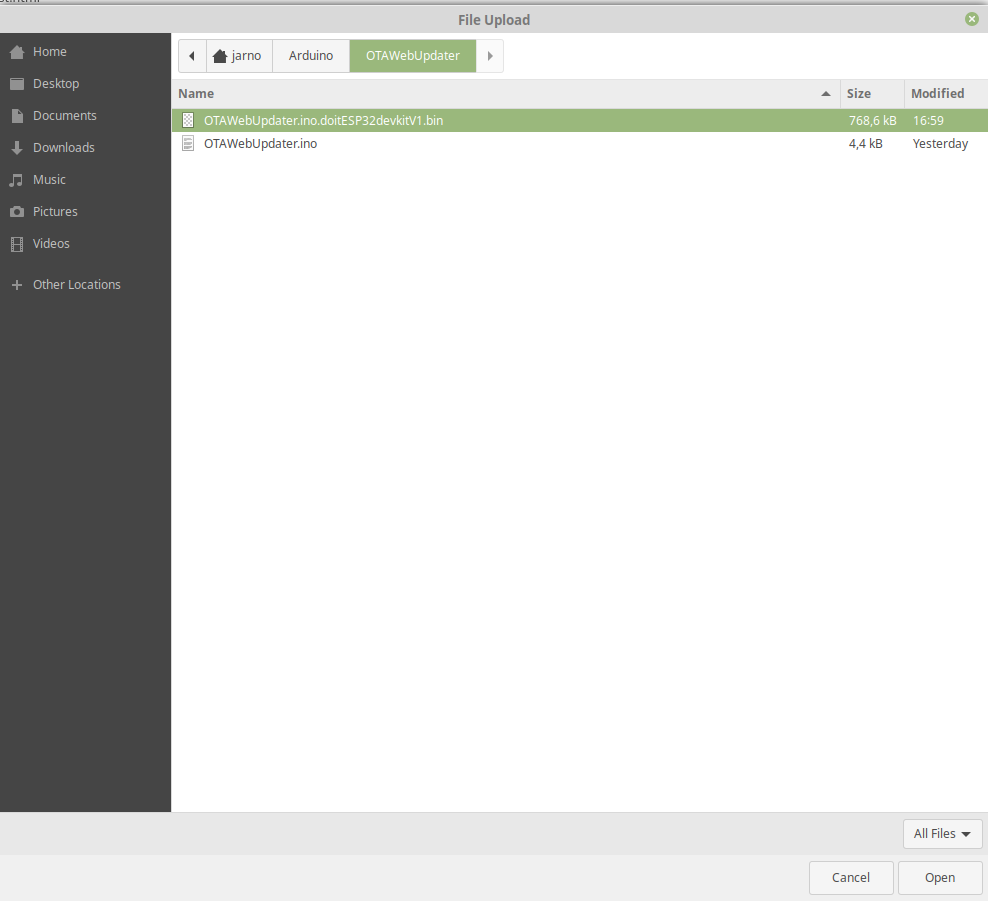 File Upload
Home
Desktop
Documents
Downloads
Music
Pictures
Videos
Other Locations
jarno Arduino OTAWebUpdater
Name Size Modified
OTAWebUpdater.ino.doitESP32devkitV1.bin 768,6 kB 16:59
OTAWebUpdater.ino 4,4 kB Yesterday
All Files
Cancel Open